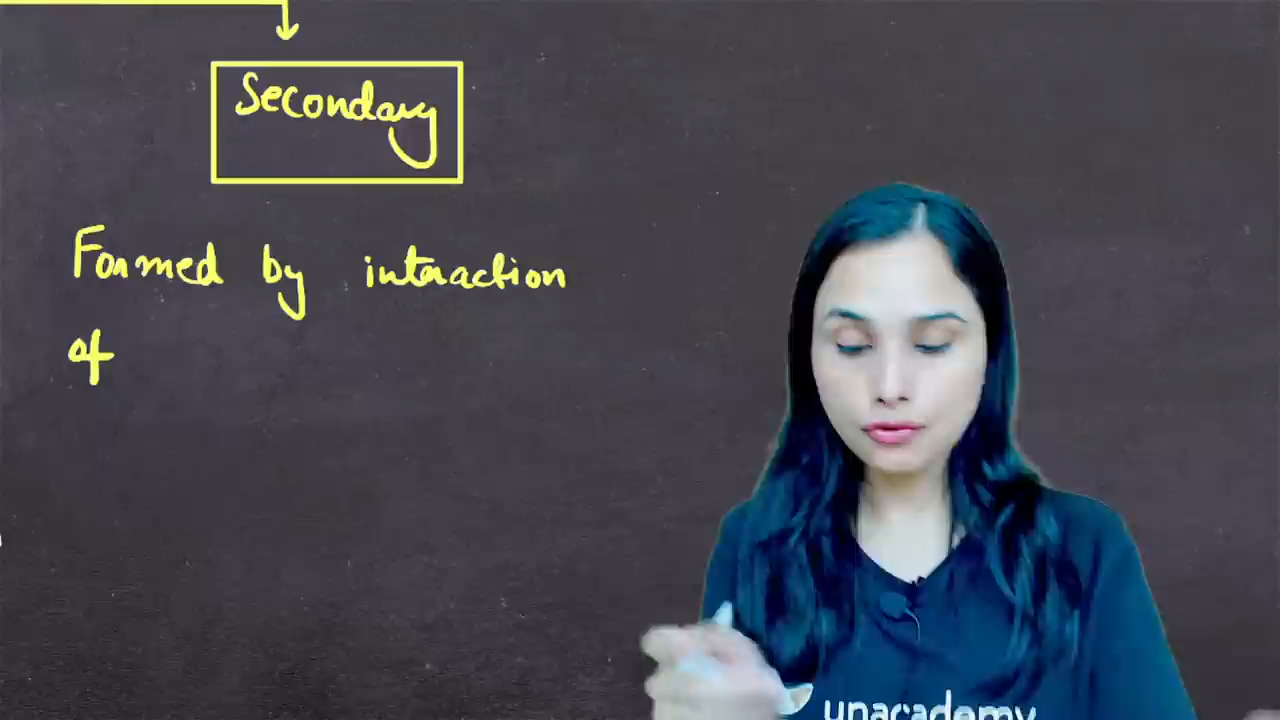 Secondary
Formed by interaction
of
unacademy